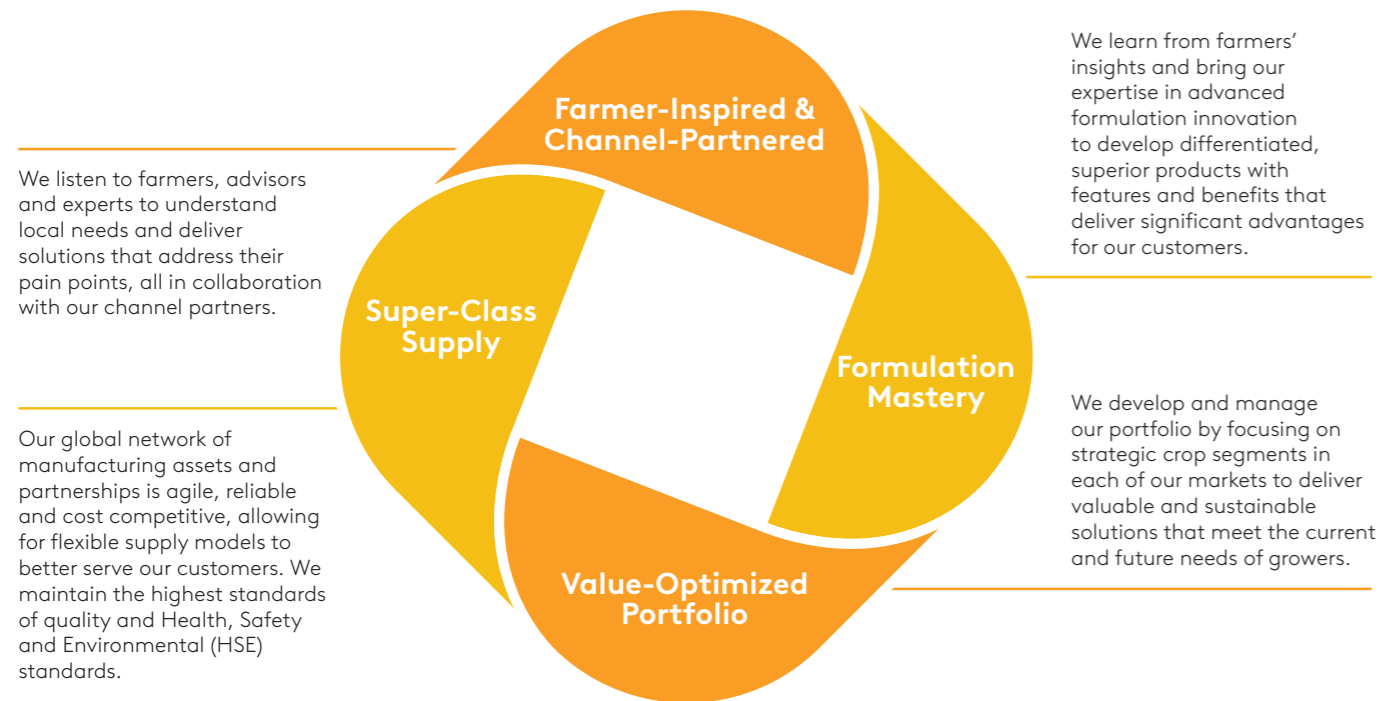 Farmer-Inspired &
Channel-Partnered
We listen to farmers, advisors
and experts to understand
local needs and deliver
solutions that address their
pain points, all in collaboration
with our channel partners.
Formulation
Mastery
We learn from farmers’
insights and bring our
expertise in advanced
formulation innovation
to develop differentiated,
superior products with
features and benefits that
deliver significant advantages
for our customers.
Value-Optimized
Portfolio
We develop and manage
our portfolio by focusing on
strategic crop segments in
each of our markets to deliver
valuable and sustainable
solutions that meet the current
and future needs of growers.
Super-Class
Supply
Our global network of
manufacturing assets and
partnerships is agile, reliable
and cost competitive, allowing
for flexible supply models to
better serve our customers. We
maintain the highest standards
of quality and Health, Safety
and Environmental (HSE)
standards.